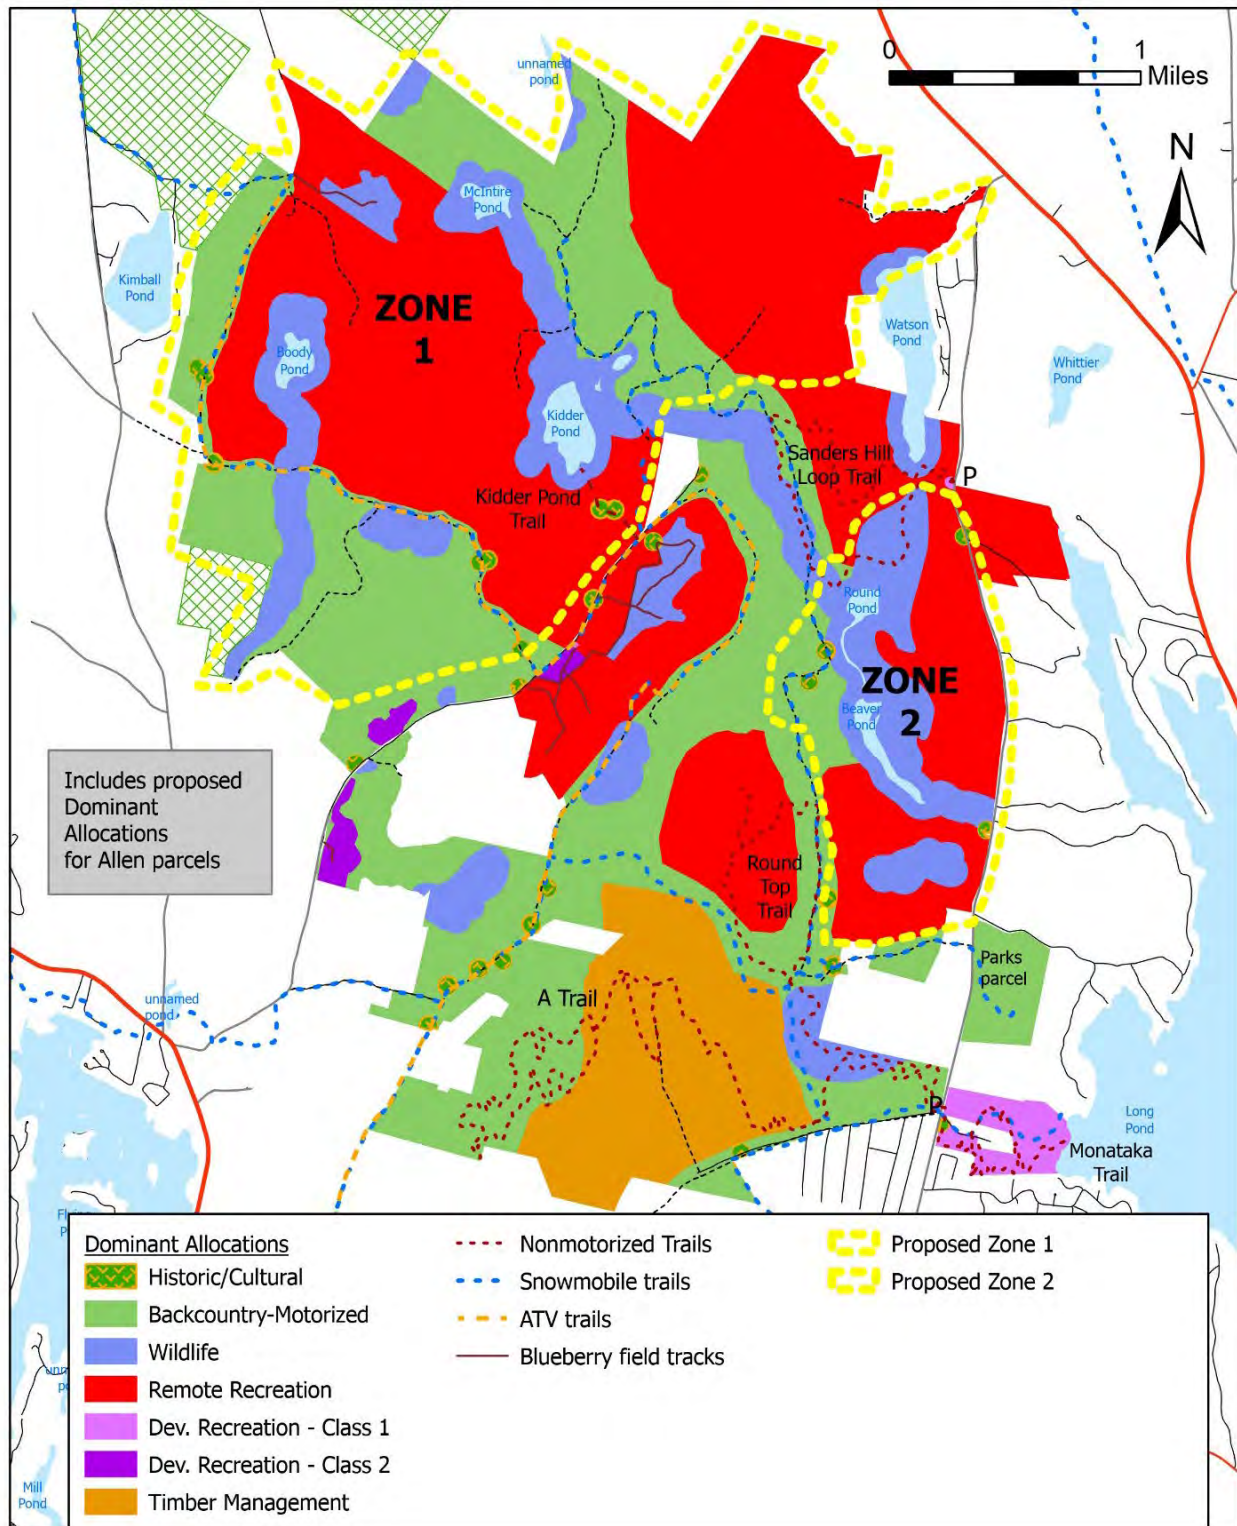 0
1
Miles
N
unnamed
pond
McIntire
Pond
Kimball
Pond
ZONE
1
Boody
Pond
Watson
Pond
Whittier
Pond
Kidder
Pond
Sanders Hill
Loop Trail
P
Kidder Pond
Trail
Round
Pond
ZONE
2
Beaver
Pond
Includes proposed
Dominant
Allocations
for Allen parcels
Round
Top
Trail
Parks
parcel
A Trail
unnamed
pond
P
Long
Pond
Monataka
Trail
Dominant Allocations
Historic/Cultural
Backcountry-Motorized
Wildlife
Remote Recreation
Dev. Recreation - Class 1
Dev. Recreation - Class 2
Timber Management
Nonmotorized Trails
Snowmobile trails
ATV trails
Blueberry field tracks
Proposed Zone 1
Proposed Zone 2
Mill
Pond